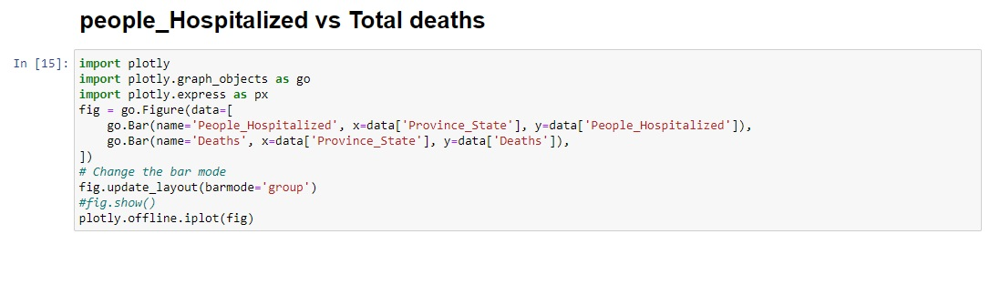 people_Hospitalized vs Total deaths
In [15]:
import plotly
import plotly.graph_objects as go
import plotly.express as px
fig = go.Figure(data=[
    go.Bar(name='People_Hospitalized', x=data['Province_State'], y=data['People_Hospitalized']),
    go.Bar(name='Deaths', x=data['Province_State'], y=data['Deaths']),
])
# Change the bar mode
fig.update_layout(barmode='group')
#fig.show()
plotly.offline.iplot(fig)